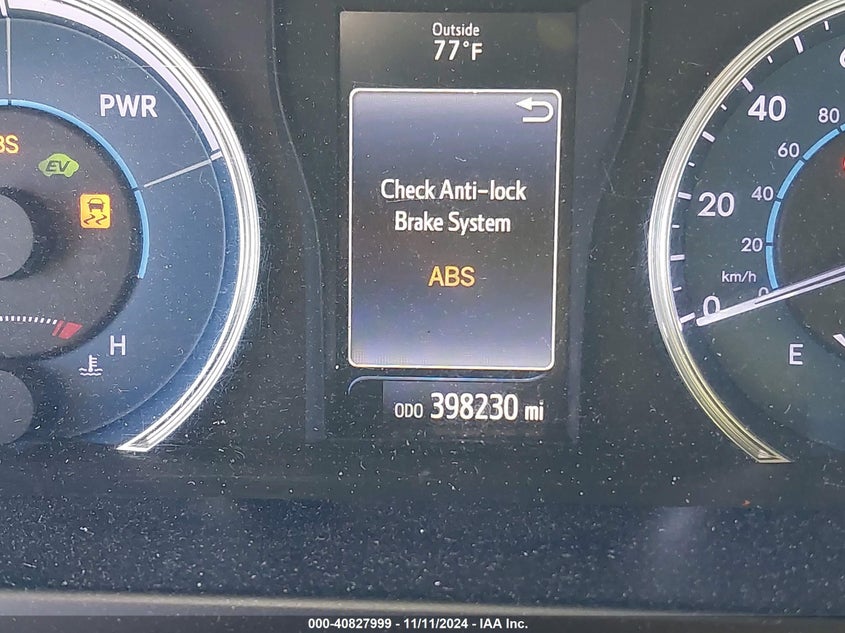 Outside
77°F
PWR
EV
H
Check Anti-lock
Brake System
ABS
ODO 398230 mi
40
20
0
80
60
40
20
0
km/h
E
000-40827999 - 11/11/2024 - IAA Inc.